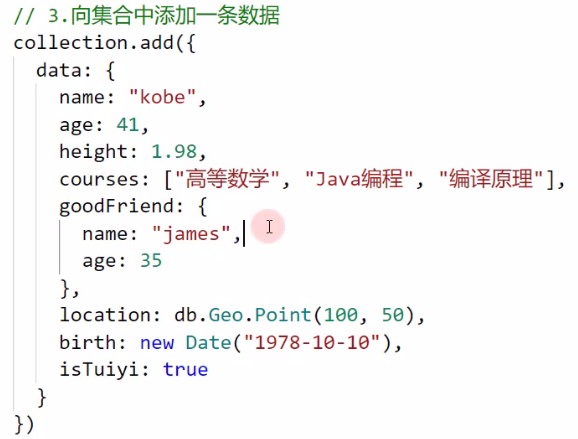 // 3.向集合中添加一条数据
collection.add({
  data: {
    name: "kobe",
    age: 41,
    height: 1.98,
    courses: ["高等数学", "Java编程", "编译原理"],
    goodFriend: {
      name: "james",
      age: 35
    },
    location: db.Geo.Point(100, 50),
    birth: new Date("1978-10-10"),
    isTuiyi: true
  }
})